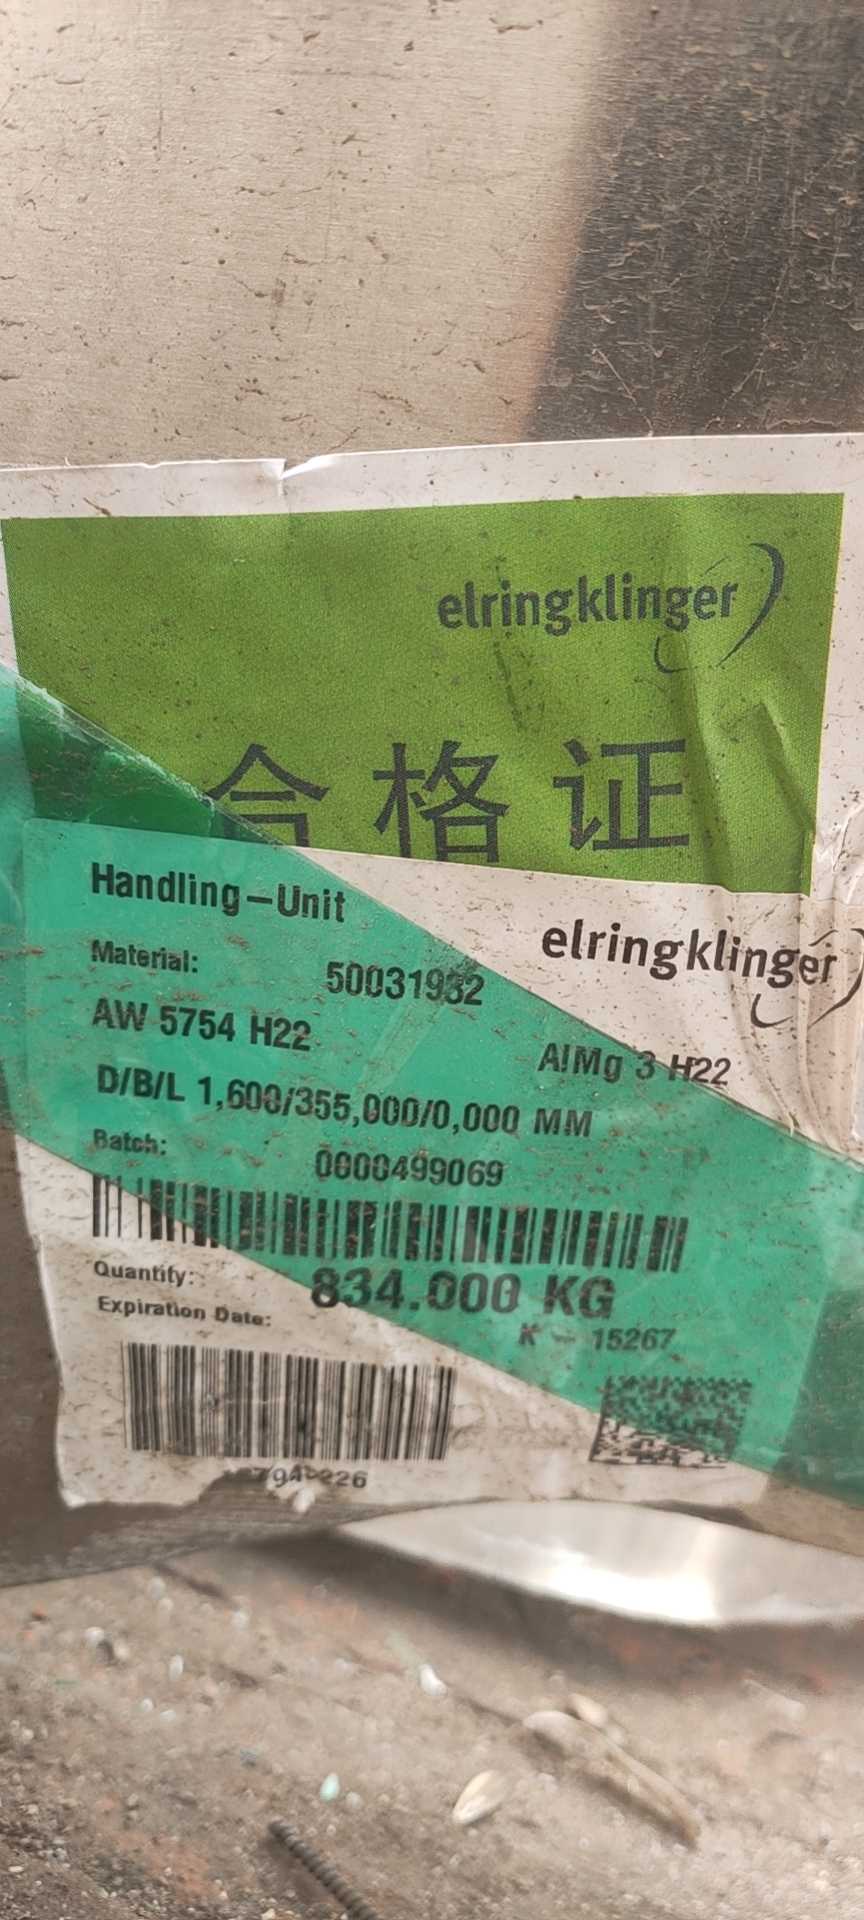 elringklinger
合格证
Handling-Unit
elringklinger
Material: 50031932
AW 5754 H22 AlMg 3 H22
D/B/L 1,600/355,000/0,000 MM
Batch: 0000499069
Quantity: 834.000 KG
Expiration Date:
K - 15267